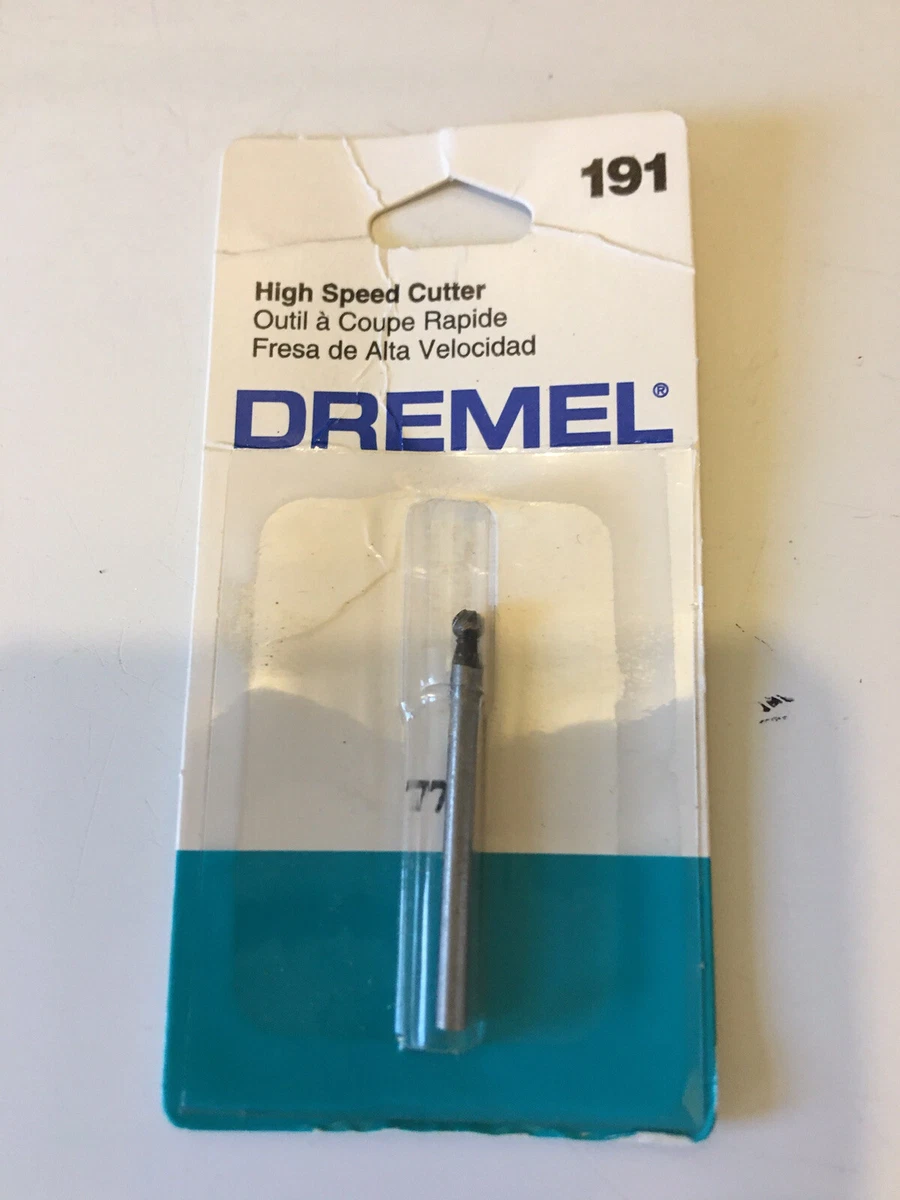 191
High Speed Cutter
Outil à Coupe Rapide
Fresa de Alta Velocidad
DREMEL®